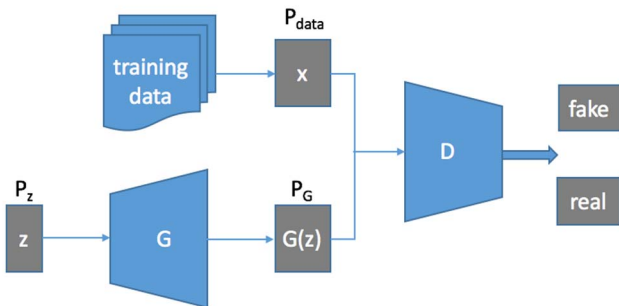 P_data
training
data
x
fake
D
P_z
P_G
real
z
G
G(z)